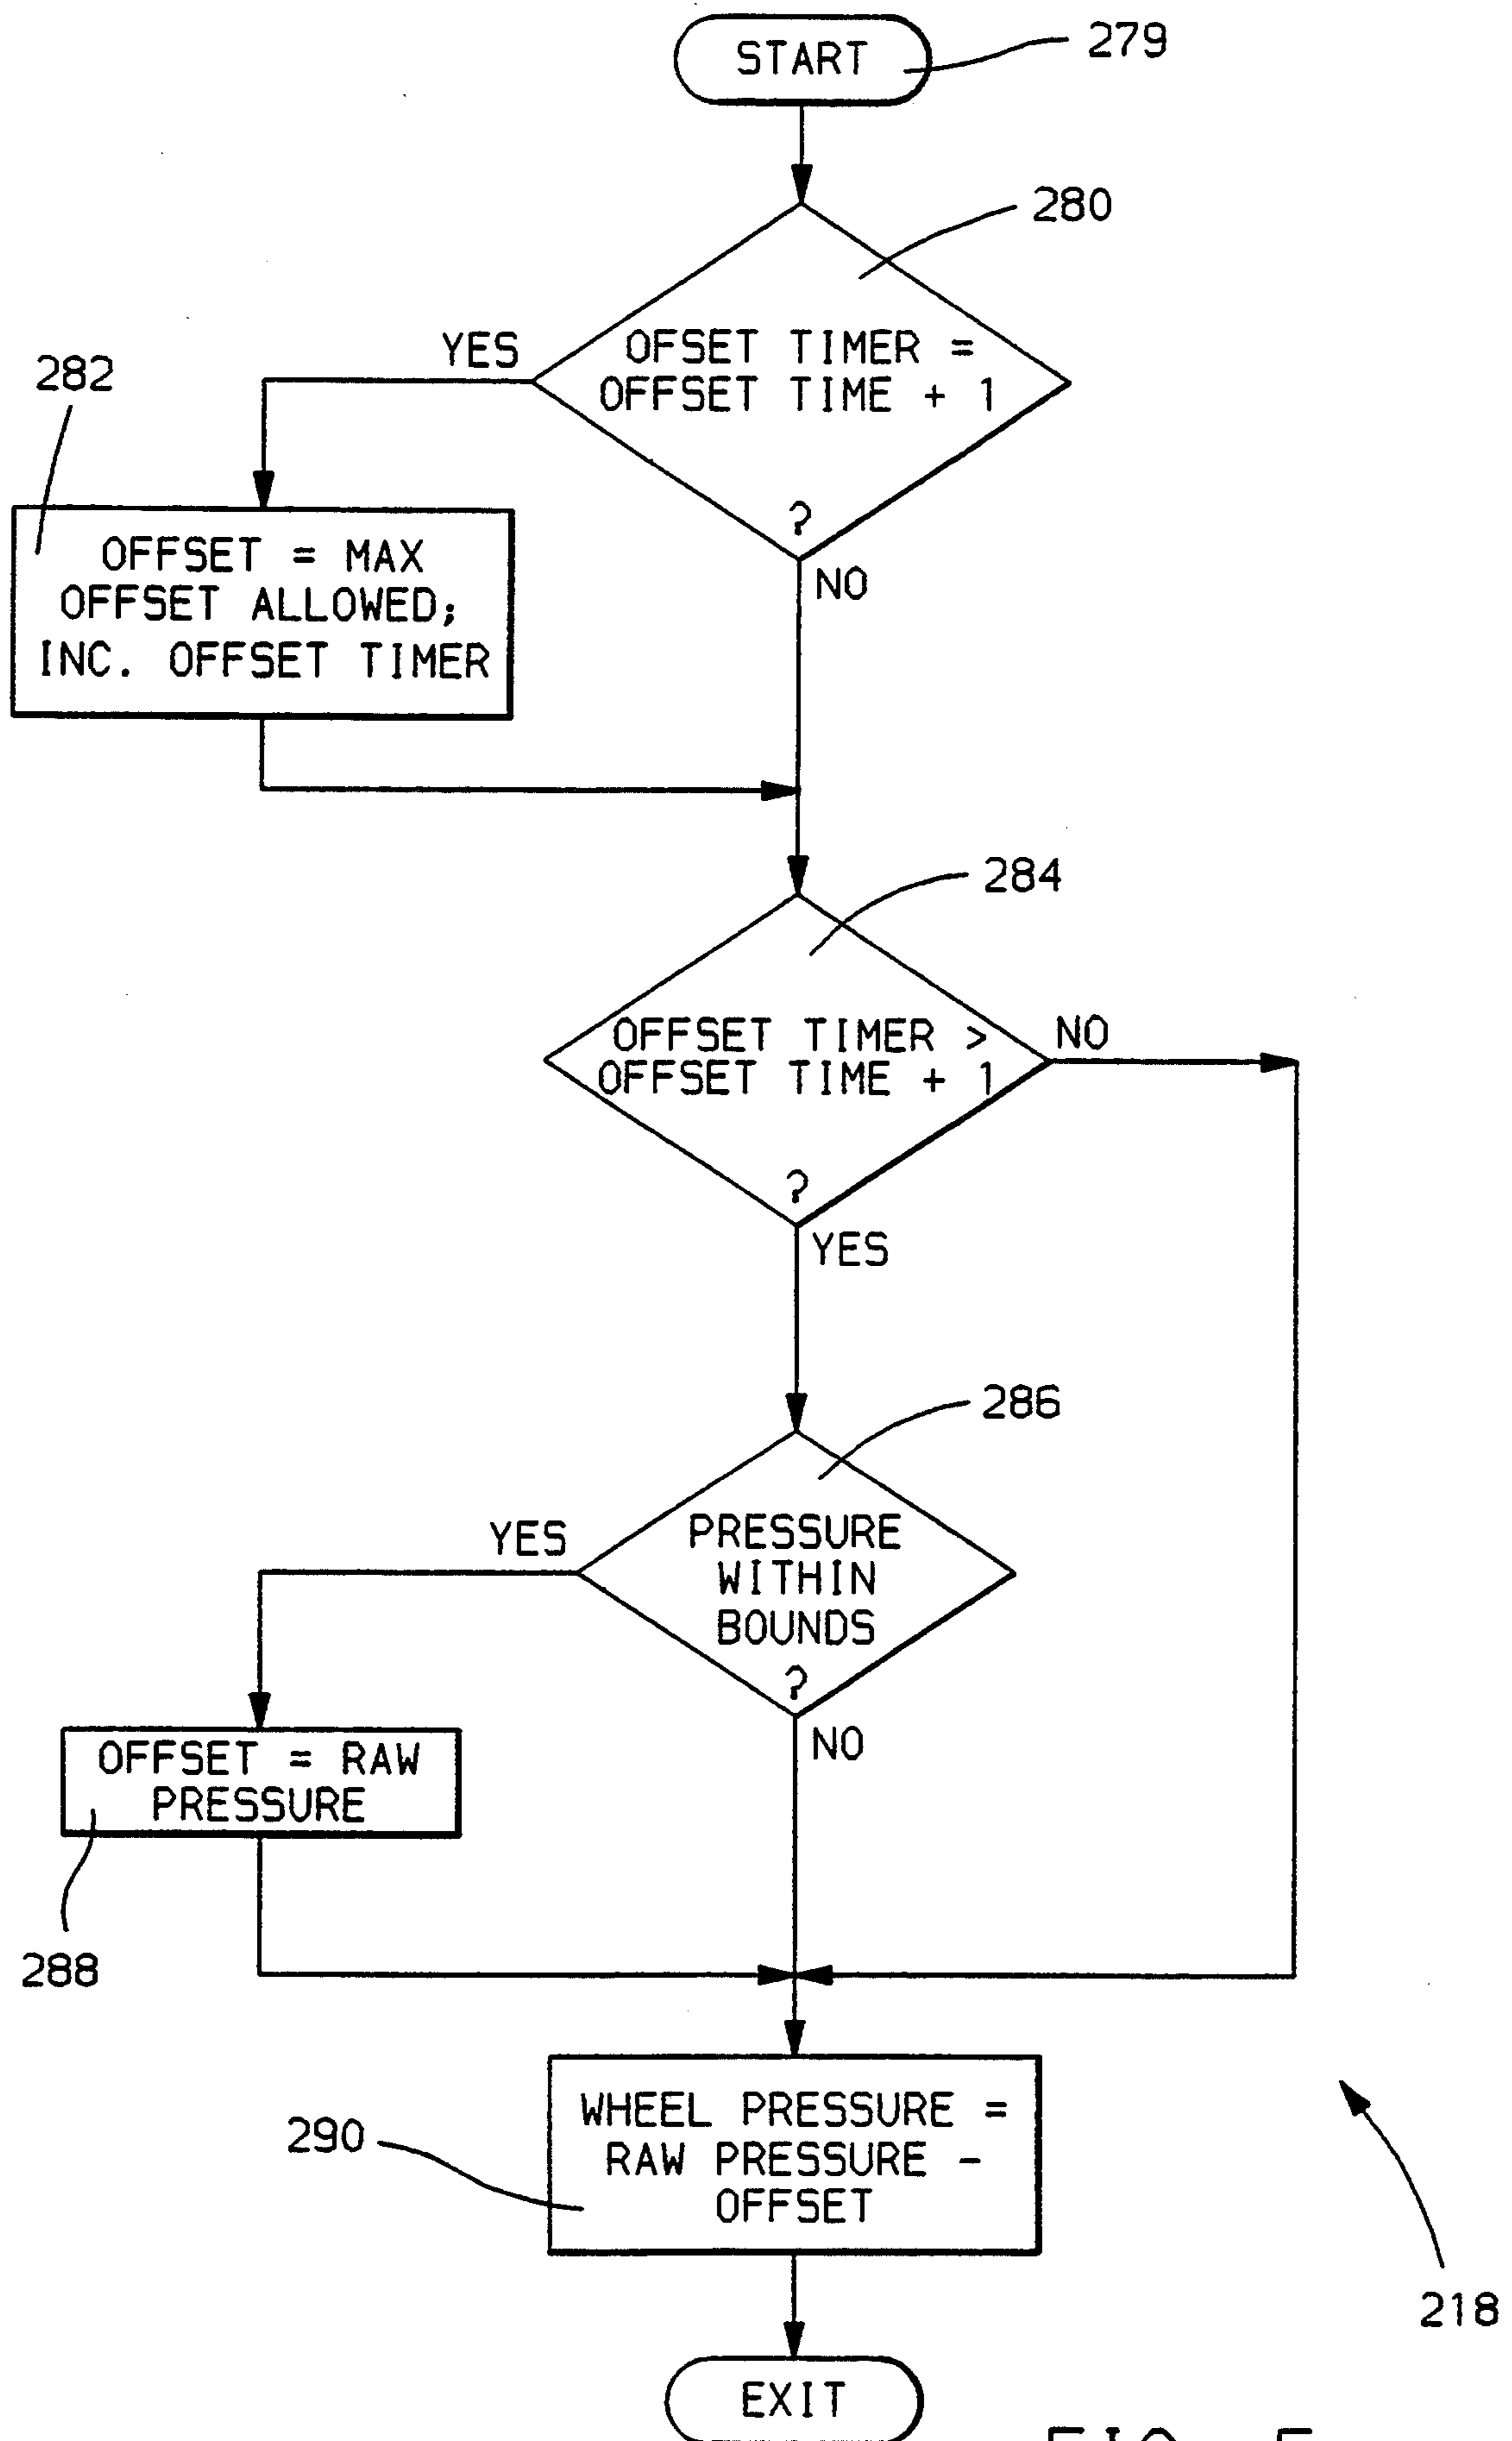 START
279
280
OFSET TIMER =
OFFSET TIME + 1
?
YES
NO
282
OFFSET = MAX
OFFSET ALLOWED;
INC. OFFSET TIMER
284
OFFSET TIMER >
OFFSET TIME + 1
?
NO
YES
286
PRESSURE
WITHIN
BOUNDS
?
YES
NO
OFFSET = RAW
PRESSURE
288
WHEEL PRESSURE =
RAW PRESSURE -
OFFSET
290
218
EXIT